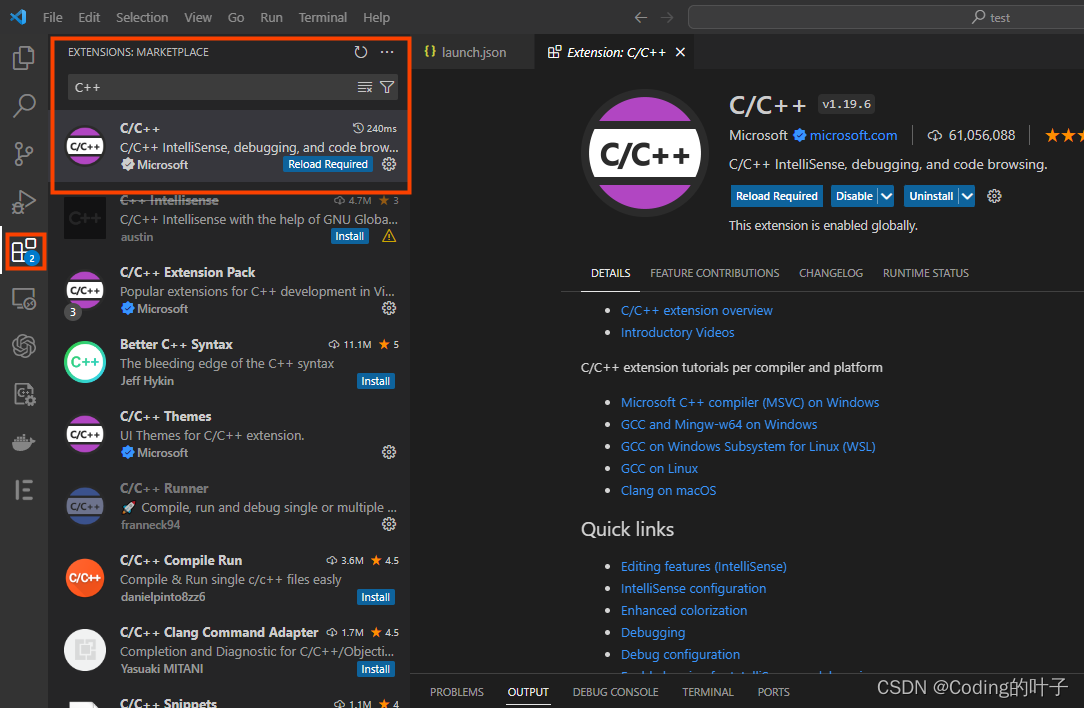 File Edit Selection View Go Run Terminal Help
test
EXTENSIONS: MARKETPLACE
C++
C/C++
C/C++
240ms
C/C++ IntelliSense, debugging, and code brow...
Microsoft
Reload Required
C++
C++ Intellisense
4.7M 3
C/C++ Intellisense with the help of GNU Globa...
austin
Install
2
C/C++
3
C/C++ Extension Pack
Popular extensions for C++ development in Vi...
Microsoft
C++
Better C++ Syntax
11.1M 5
The bleeding edge of the C++ syntax
Jeff Hykin
Install
C/C++
C/C++ Themes
UI Themes for C/C++ extension.
Microsoft
C/C++
C/C++ Runner
🚀 Compile, run and debug single or multiple ...
franneck94
C/C++
C/C++ Compile Run
3.6M 4.5
Compile & Run single c/c++ files easly
danielpinto8zz6
Install
C/C++ Clang Command Adapter
1.7M 4.5
Completion and Diagnostic for C/C++/Objecti...
Yasuaki MITANI
Install
C/C++ Snippets
1.1M 4
launch.json
Extension: C/C++
C/C++
C/C++ v1.19.6
Microsoft microsoft.com 61,056,088
C/C++ IntelliSense, debugging, and code browsing.
Reload Required Disable Uninstall
This extension is enabled globally.
DETAILS FEATURE CONTRIBUTIONS CHANGELOG RUNTIME STATUS
• C/C++ extension overview
• Introductory Videos
C/C++ extension tutorials per compiler and platform
• Microsoft C++ compiler (MSVC) on Windows
• GCC and Mingw-w64 on Windows
• GCC on Windows Subsystem for Linux (WSL)
• GCC on Linux
• Clang on macOS
Quick links
• Editing features (IntelliSense)
• IntelliSense configuration
• Enhanced colorization
• Debugging
• Debug configuration
PROBLEMS OUTPUT DEBUG CONSOLE TERMINAL PORTS
CSDN @Coding的叶子